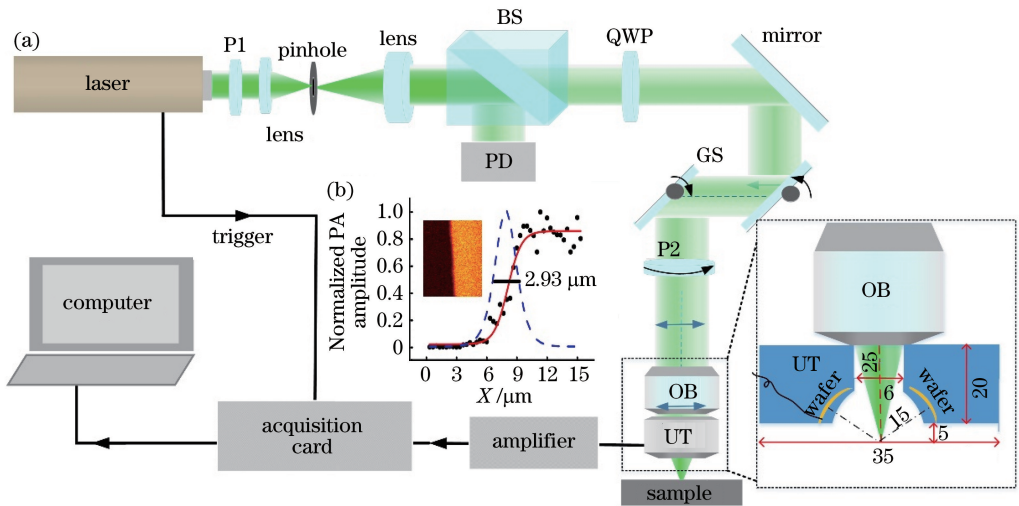 (a)
laser
P1
lens
pinhole
lens
BS
PD
QWP
mirror
GS
P2
trigger
computer
acquisition
card
amplifier
OB
UT
sample
(b)
Normalized PA
amplitude
1.0
0.8
0.6
0.4
0.2
0
0 3 6 9 12 15
X /μm
2.93 μm
OB
UT
wafer
wafer
25
6
15
20
5
35